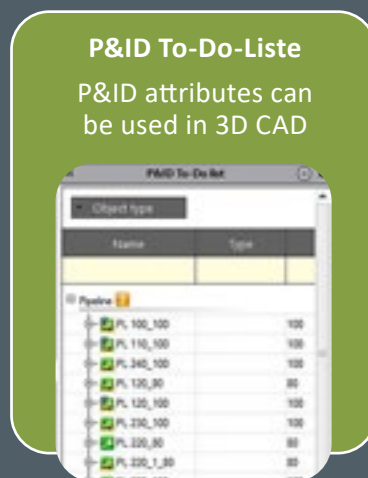 P&ID To-Do-Liste
P&ID attributes can
be used in 3D CAD
P&ID To-Do list
Object type
Name Type
Pipeline
PL 100_100 100
PL 110_100 100
PL 240_100 100
PL 120_80 80
PL 120_100 100
PL 230_100 100
PL 220_80 80
PL 220_1_80 80